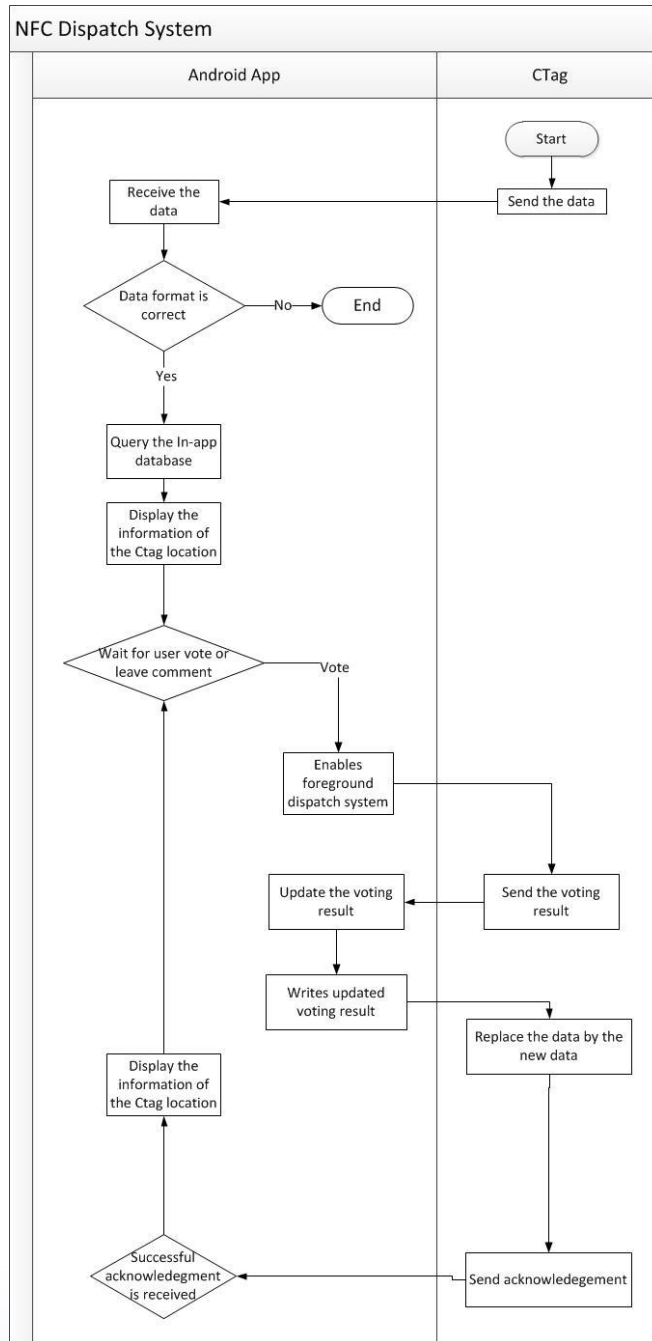 NFC Dispatch System
Android App
CTag
Start
Receive the
data
Send the data
Data format is
correct
No
End
Yes
Query the In-app
database
Display the
information of
the Ctag location
Wait for user vote or
leave comment
Vote
Enables
foreground
dispatch system
Update the voting
result
Send the voting
result
Writes updated
voting result
Replace the data by the
new data
Display the
information of
the Ctag location
Successful
acknowledegment
is received
Send acknowledegement